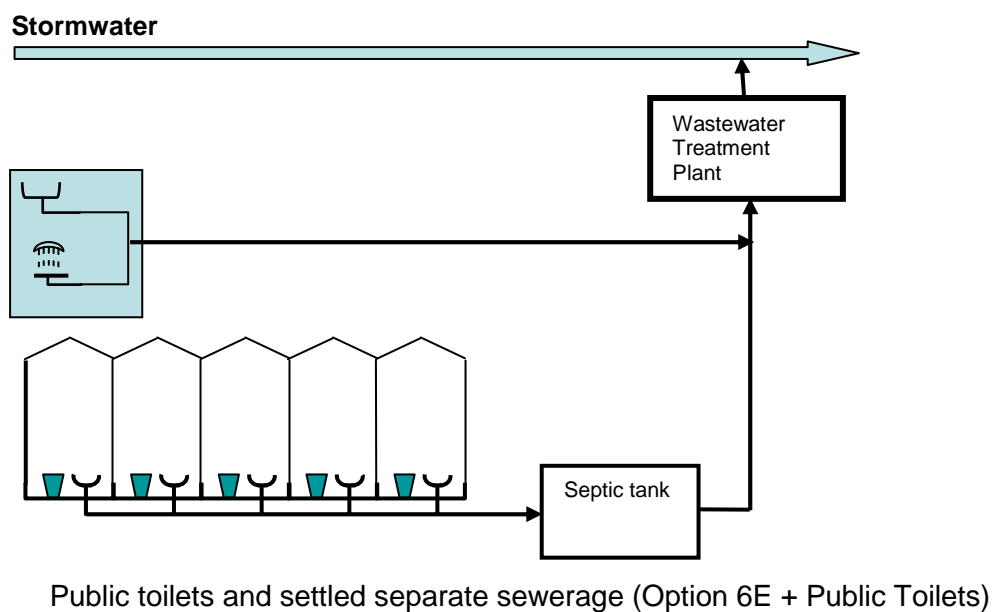 Stormwater
Wastewater
Treatment
Plant
Septic tank
Public toilets and settled separate sewerage (Option 6E + Public Toilets)